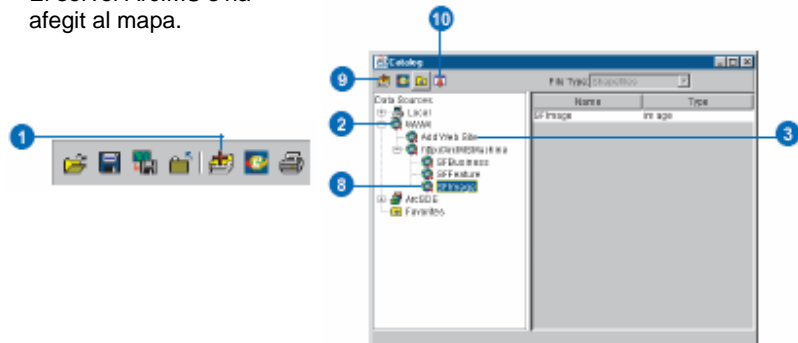 afegit al mapa.
10
Catalog
9
File Type: Shapefiles
Data Sources
Name Type
Local
SFImage image
2
WWW
1
Add Web Site
3
SFBusiness
SFFeature
8
SFImage
ArcSDE
Favorites